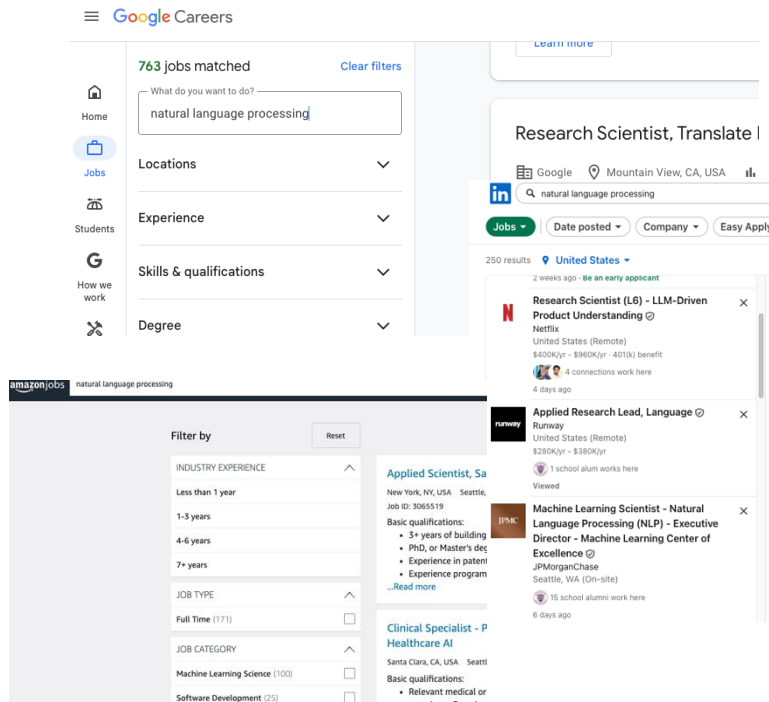 Google Careers
763 jobs matched
Clear filters
What do you want to do?
natural language processing
Home
Jobs
Students
How we
work
Locations
Experience
Skills & qualifications
Degree
Learn more
Research Scientist, Translate
Google
Mountain View, CA, USA
in
natural language processing
Jobs
Date posted
Company
Easy Apply
250 results
United States
2 weeks ago · Be an early applicant
Research Scientist (L6) - LLM-Driven
Product Understanding
Netflix
United States (Remote)
$400K/yr - $960K/yr · 401(k) benefit
4 connections work here
4 days ago
runway
Applied Research Lead, Language
Runway
United States (Remote)
$280K/yr - $380K/yr
1 school alum works here
Viewed
JPMC
Machine Learning Scientist - Natural
Language Processing (NLP) - Executive
Director - Machine Learning Center of
Excellence
JPMorganChase
Seattle, WA (On-site)
15 school alumni work here
6 days ago
amazonjobs
natural language processing
Filter by
Reset
INDUSTRY EXPERIENCE
Less than 1 year
1-3 years
4-6 years
7+ years
JOB TYPE
Full Time (171)
JOB CATEGORY
Machine Learning Science (100)
Software Development (25)
Applied Scientist, Sa
New York, NY, USA Seattle,
Job ID: 3065519
Basic qualifications:
• 3+ years of building
• PhD, or Master's deg
• Experience in patent
• Experience program
...Read more
Clinical Specialist - P
Healthcare AI
Santa Clara, CA, USA Seattl
Basic qualifications:
• Relevant medical or